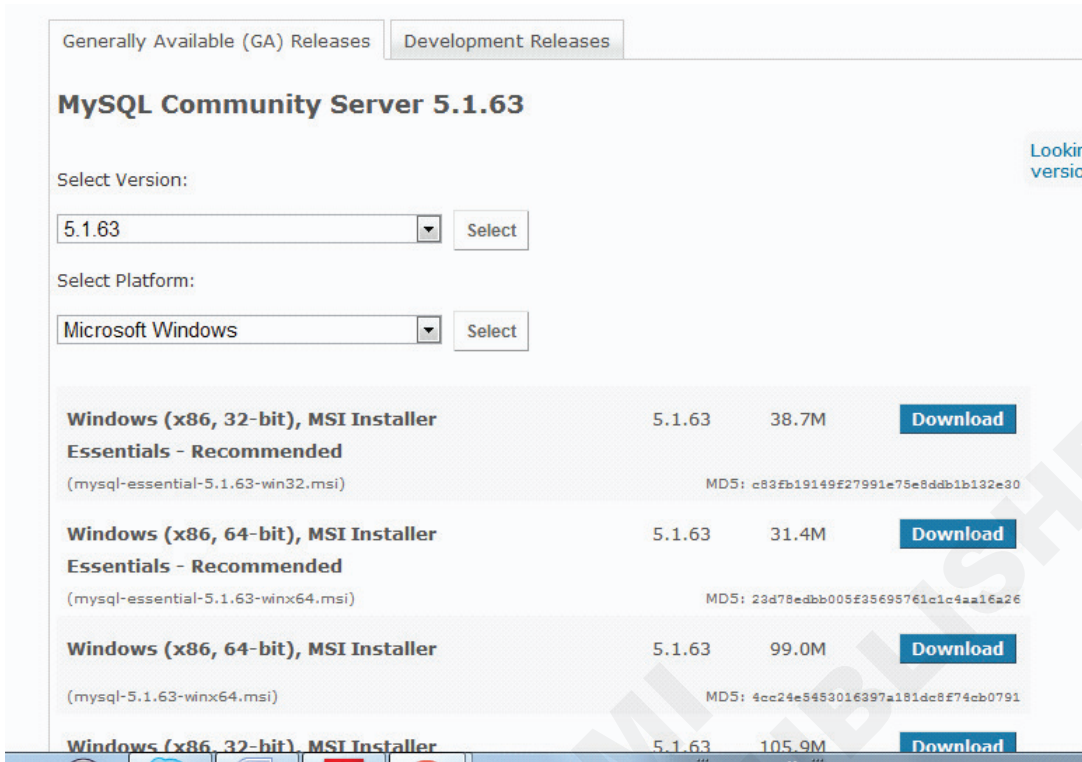 Generally Available (GA) Releases Development Releases
MySQL Community Server 5.1.63
Select Version:
5.1.63 Select
Select Platform:
Microsoft Windows Select
Windows (x86, 32-bit), MSI Installer 5.1.63 38.7M Download
Essentials - Recommended
(mysql-essential-5.1.63-win32.msi) MD5: c83fb19149f27991e75e8ddb1b132e30
Windows (x86, 64-bit), MSI Installer 5.1.63 31.4M Download
Essentials - Recommended
(mysql-essential-5.1.63-winx64.msi) MD5: 23d78edbb005f35695761c1c4aa16a26
Windows (x86, 64-bit), MSI Installer 5.1.63 99.0M Download
(mysql-5.1.63-winx64.msi) MD5: 4cc24e5453016397a181dc8f74cb0791
Windows (x86, 32-bit), MSI Installer 5.1.63 105.9M Download